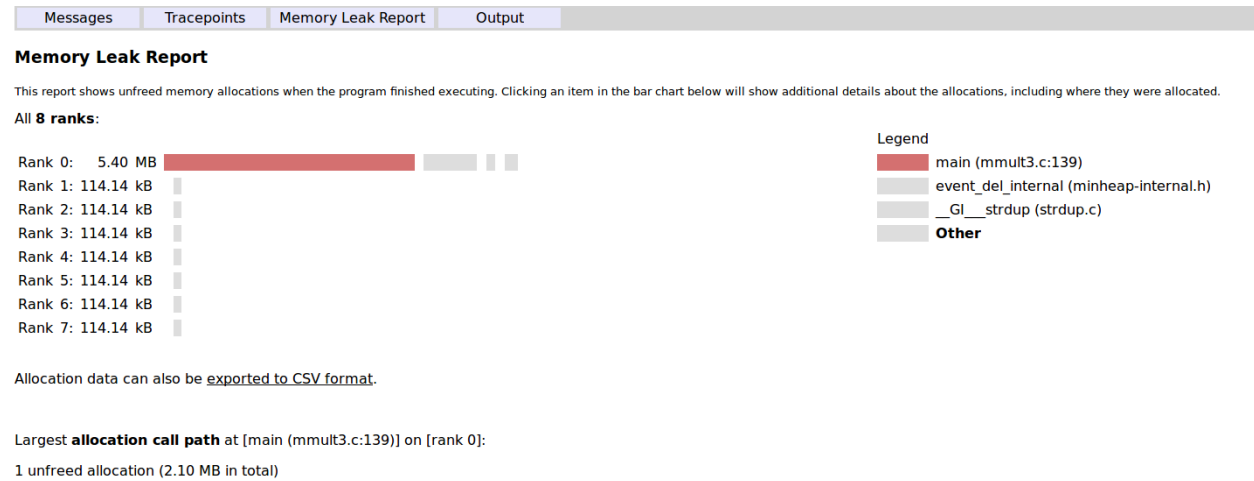 Messages Tracepoints Memory Leak Report Output
Memory Leak Report
This report shows unfreed memory allocations when the program finished executing. Clicking an item in the bar chart below will show additional details about the allocations, including where they were allocated.
All 8 ranks:
Legend
Rank 0: 5.40 MB
main (mmult3.c:139)
Rank 1: 114.14 kB
event_del_internal (minheap-internal.h)
Rank 2: 114.14 kB
__GI___strdup (strdup.c)
Rank 3: 114.14 kB
Other
Rank 4: 114.14 kB
Rank 5: 114.14 kB
Rank 6: 114.14 kB
Rank 7: 114.14 kB
Allocation data can also be exported to CSV format.
Largest allocation call path at [main (mmult3.c:139)] on [rank 0]:
1 unfreed allocation (2.10 MB in total)